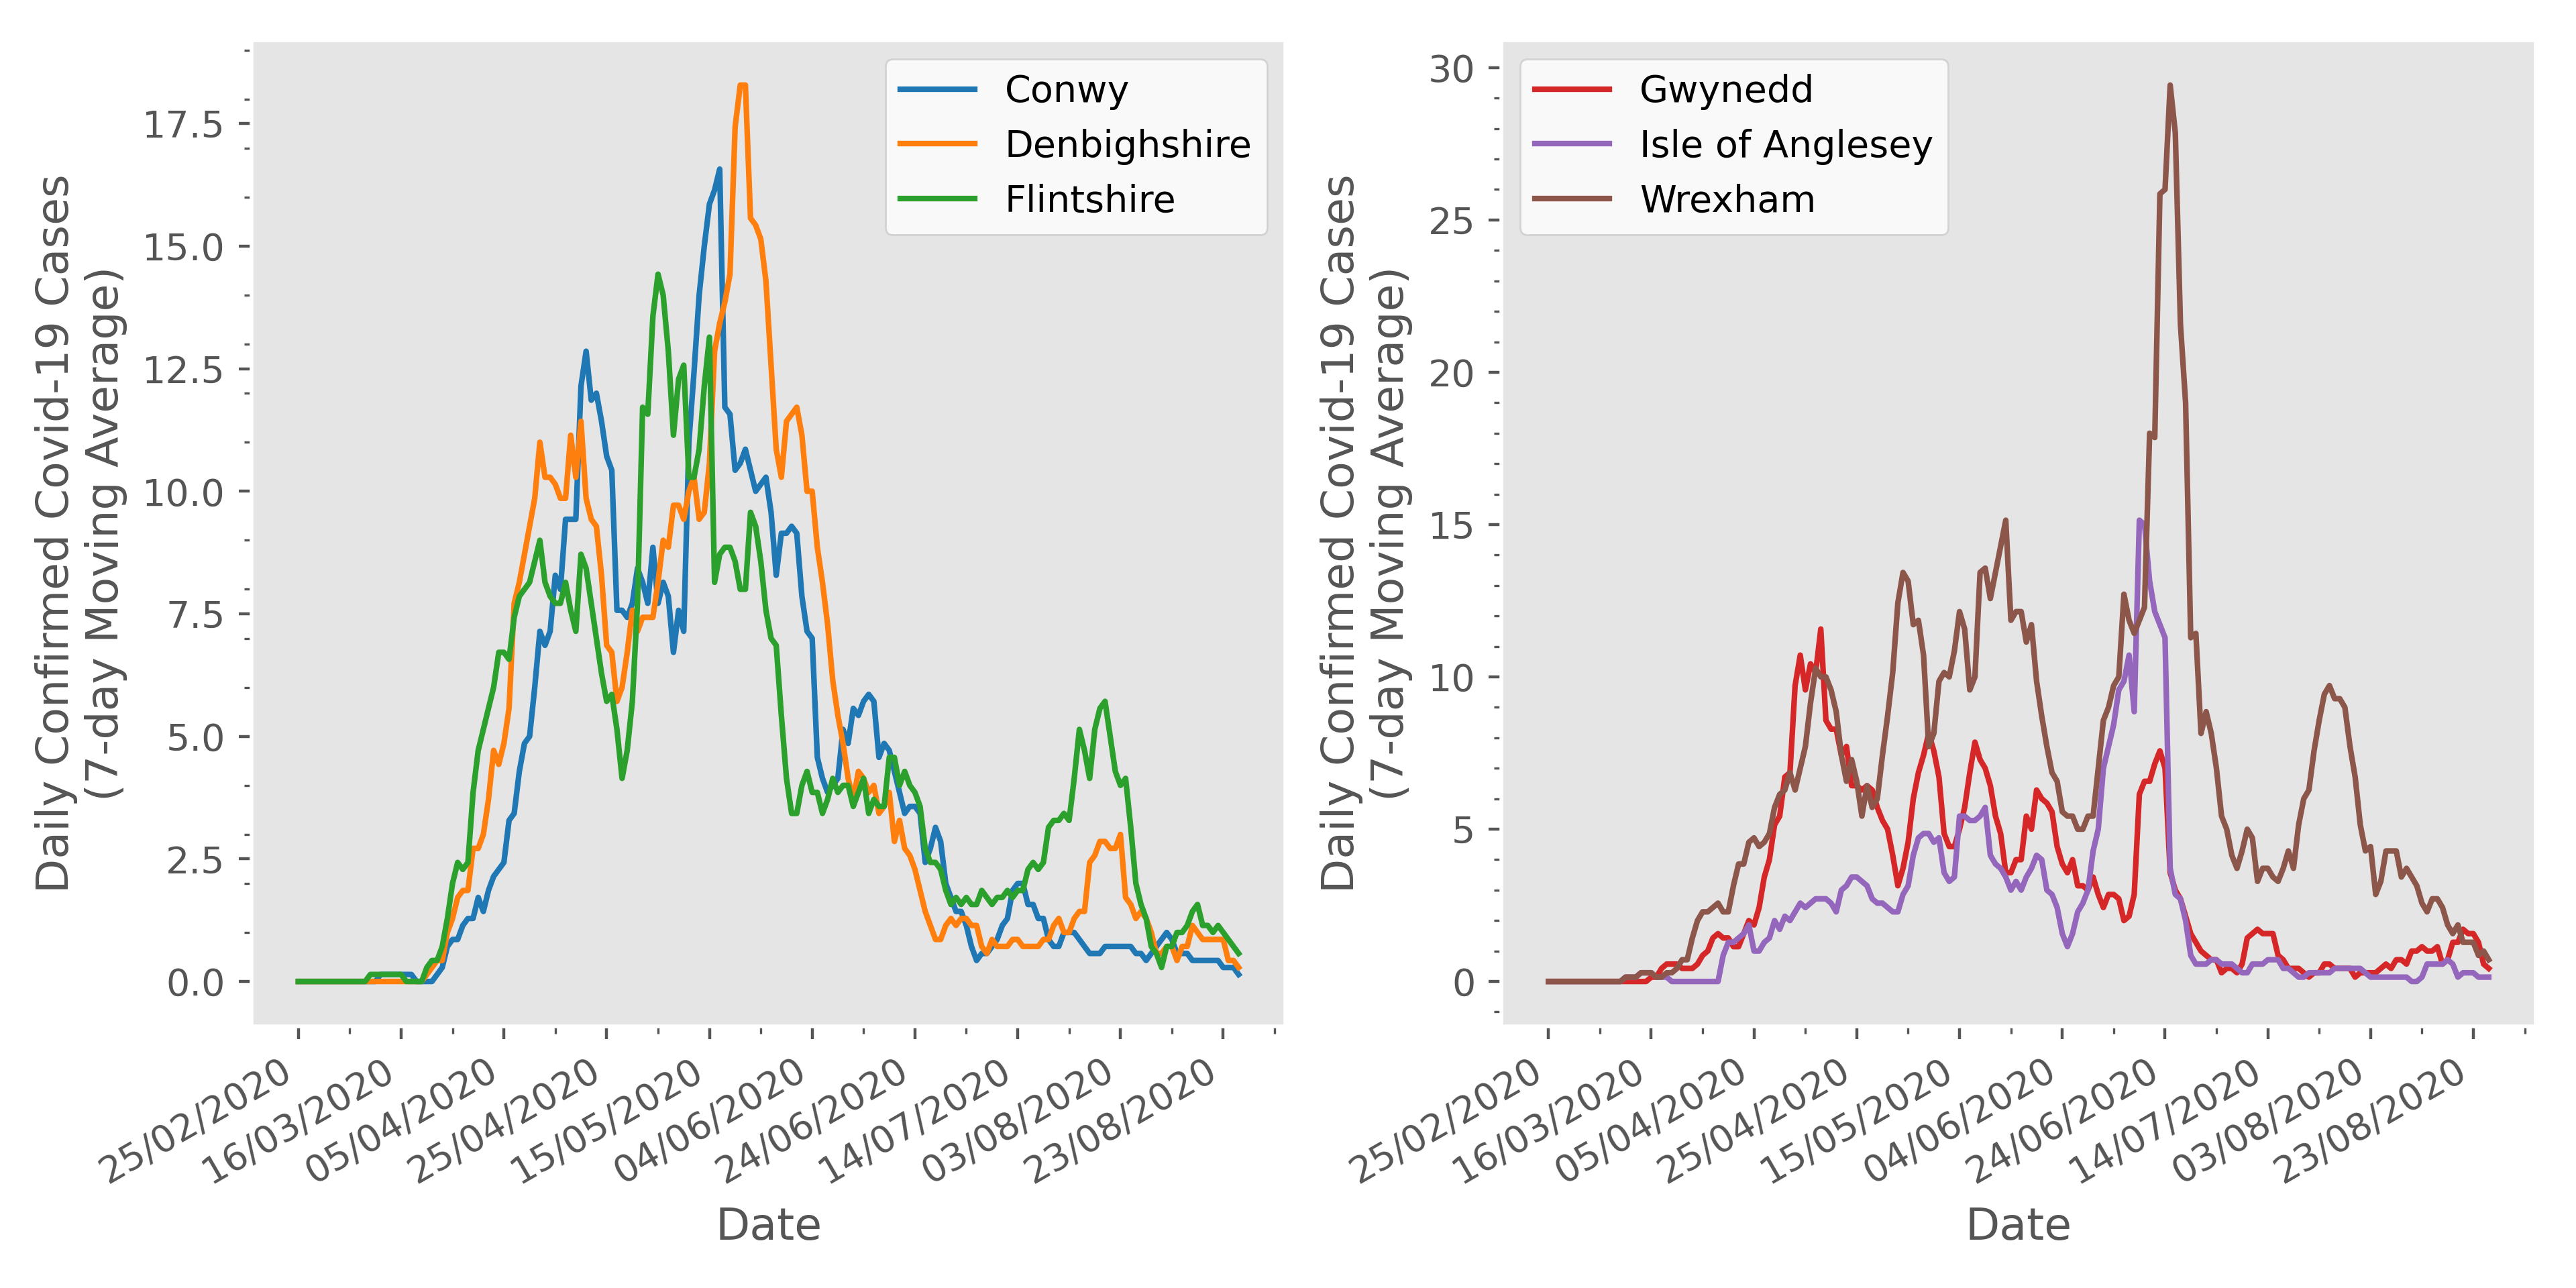 Daily Confirmed Covid-19 Cases
(7-day Moving Average)
17.5
15.0
12.5
10.0
7.5
5.0
2.5
0.0
Conwy
Denbighshire
Flintshire
25/02/2020
16/03/2020
05/04/2020
25/04/2020
15/05/2020
04/06/2020
24/06/2020
14/07/2020
03/08/2020
23/08/2020
Date
Daily Confirmed Covid-19 Cases
(7-day Moving Average)
30
25
20
15
10
5
0
Gwynedd
Isle of Anglesey
Wrexham
25/02/2020
16/03/2020
05/04/2020
25/04/2020
15/05/2020
04/06/2020
24/06/2020
14/07/2020
03/08/2020
23/08/2020
Date